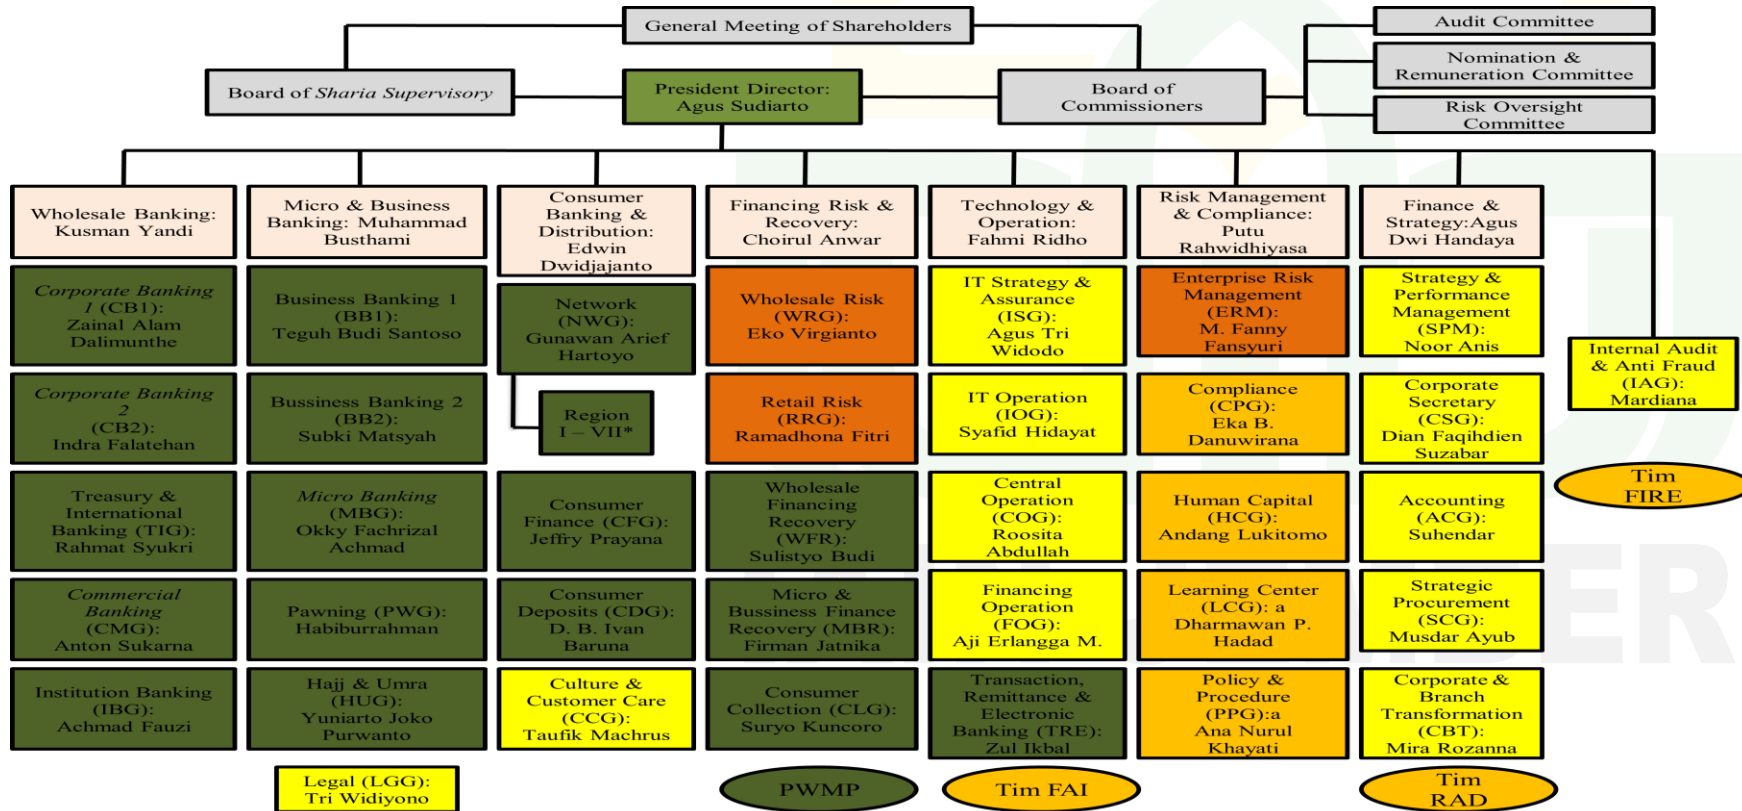 General Meeting of Shareholders
Audit Committee
Nomination &
Remuneration Committee
Risk Oversight
Committee
Board of Sharia Supervisory
President Director:
Agus Sudiarto
Board of
Commissioners
Wholesale Banking:
Kusman Yandi
Micro & Business
Banking: Muhammad
Busthami
Consumer
Banking &
Distribution:
Edwin
Dwidjajanto
Financing Risk &
Recovery:
Choirul Anwar
Technology &
Operation:
Fahmi Ridho
Risk Management
& Compliance:
Putu
Rahwidhiyasa
Finance &
Strategy:Agus
Dwi Handaya
Corporate Banking
1 (CB1):
Zainal Alam
Dalimunthe
Business Banking 1
(BB1):
Teguh Budi Santoso
Network
(NWG):
Gunawan Arief
Hartoyo
Wholesale Risk
(WRG):
Eko Virgianto
IT Strategy &
Assurance
(ISG):
Agus Tri
Widodo
Enterprise Risk
Management
(ERM):
M. Fanny
Fansyuri
Strategy &
Performance
Management
(SPM):
Noor Anis
Internal Audit
& Anti Fraud
(IAG):
Mardiana
Corporate Banking
2
(CB2):
Indra Falatehan
Bussiness Banking 2
(BB2):
Subki Matsyah
Region
I – VII*
Retail Risk
(RRG):
Ramadhona Fitri
IT Operation
(IOG):
Syafid Hidayat
Compliance
(CPG):
Eka B.
Danuwirana
Corporate
Secretary
(CSG):
Dian Faqihdien
Suzabar
Tim
FIRE
Treasury &
International
Banking (TIG):
Rahmat Syukri
Micro Banking
(MBG):
Okky Fachrizal
Achmad
Consumer
Finance (CFG):
Jeffry Prayana
Wholesale
Financing
Recovery
(WFR):
Sulistyo Budi
Central
Operation
(COG):
Roosita
Abdullah
Human Capital
(HCG):
Andang Lukitomo
Accounting
(ACG):
Suhendar
Commercial
Banking
(CMG):
Anton Sukarna
Pawning (PWG):
Habiburrahman
Consumer
Deposits (CDG):
D. B. Ivan
Baruna
Micro &
Bussiness Finance
Recovery (MBR):
Firman Jatnika
Financing
Operation
(FOG):
Aji Erlangga M.
Learning Center
(LCG): a
Dharmawan P.
Hadad
Strategic
Procurement
(SCG):
Musdar Ayub
Institution Banking
(IBG):
Achmad Fauzi
Hajj & Umra
(HUG):
Yuniarto Joko
Purwanto
Culture &
Customer Care
(CCG):
Taufik Machrus
Consumer
Collection (CLG):
Suryo Kuncoro
Transaction,
Remittance &
Electronic
Banking (TRE):
Zul Ikbal
Policy &
Procedure
(PPG):a
Ana Nurul
Khayati
Corporate &
Branch
Transformation
(CBT):
Mira Rozanna
Legal (LGG):
Tri Widiyono
PWMP
Tim FAI
Tim
RAD